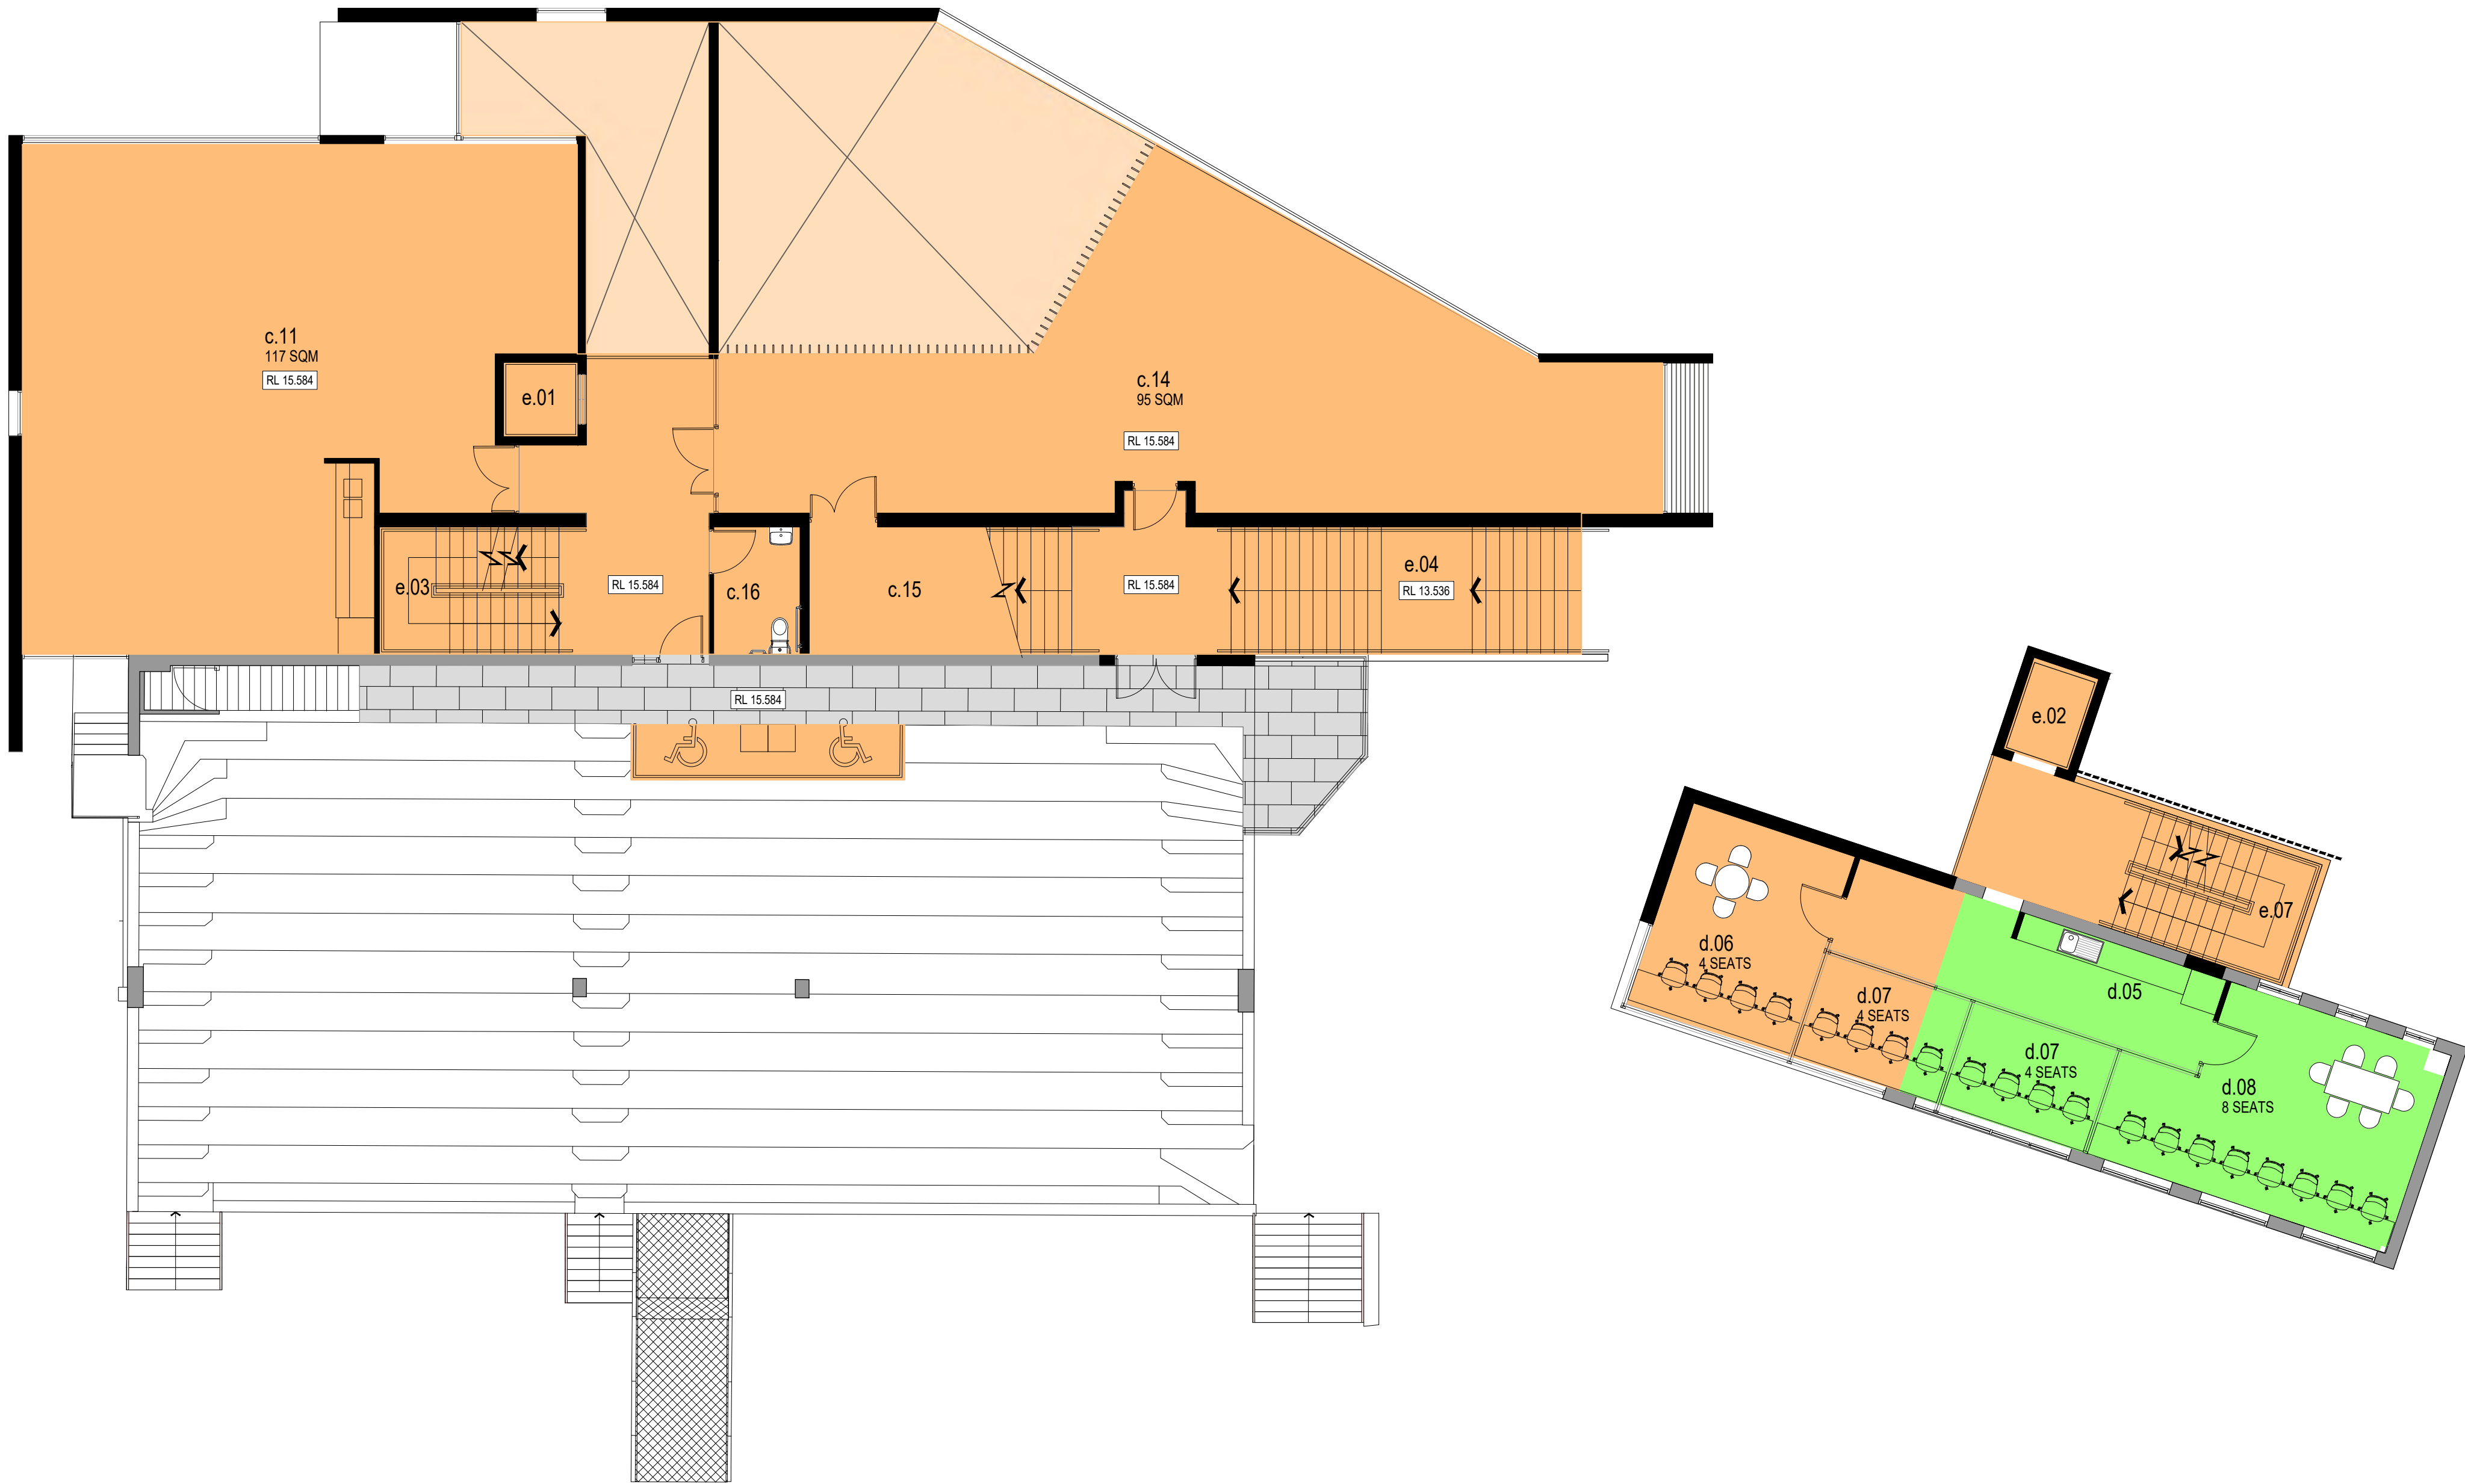 c.11
117 SQM
RL 15.584
e.01
c.14
95 SQM
RL 15.584
e.03
RL 15.584
c.16
c.15
RL 15.584
e.04
RL 13.536
RL 15.584
e.02
e.07
d.06
4 SEATS
d.07
4 SEATS
d.05
d.07
4 SEATS
d.08
8 SEATS